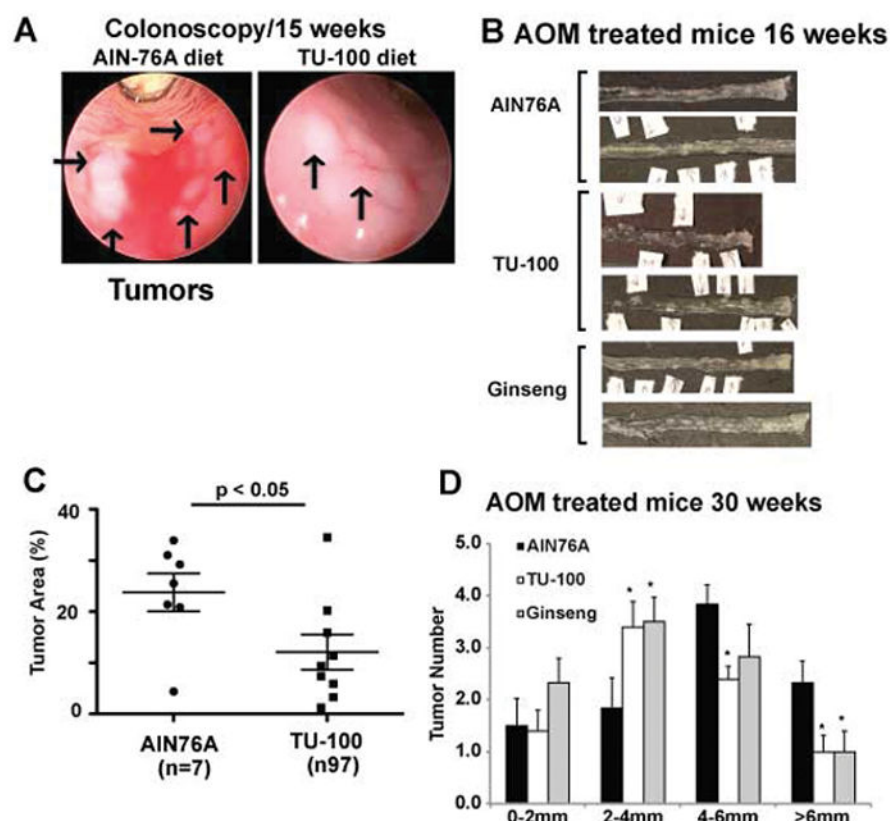 A
Colonoscopy/15 weeks
AIN-76A diet
TU-100 diet
Tumors
B
AOM treated mice 16 weeks
AIN76A
TU-100
Ginseng
C
p < 0.05
Tumor Area (%)
40
20
0
AIN76A
(n=7)
TU-100
(n97)
D
AOM treated mice 30 weeks
AIN76A
TU-100
Ginseng
Tumor Number
5.0
4.0
3.0
2.0
1.0
0.0
* *
*
* *
0-2mm
2-4mm
4-6mm
>6mm